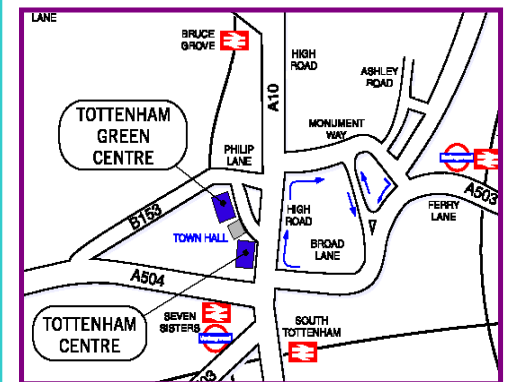 LANE
BRUCE
GROVE
HIGH
ROAD
A10
ASHLEY
ROAD
TOTTENHAM
GREEN
CENTRE
MONUMENT
WAY
PHILIP
LANE
B153
A503
FERRY
LANE
HIGH
ROAD
TOWN HALL
BROAD
LANE
A504
SEVEN
SISTERS
SOUTH
TOTTENHAM
TOTTENHAM
CENTRE